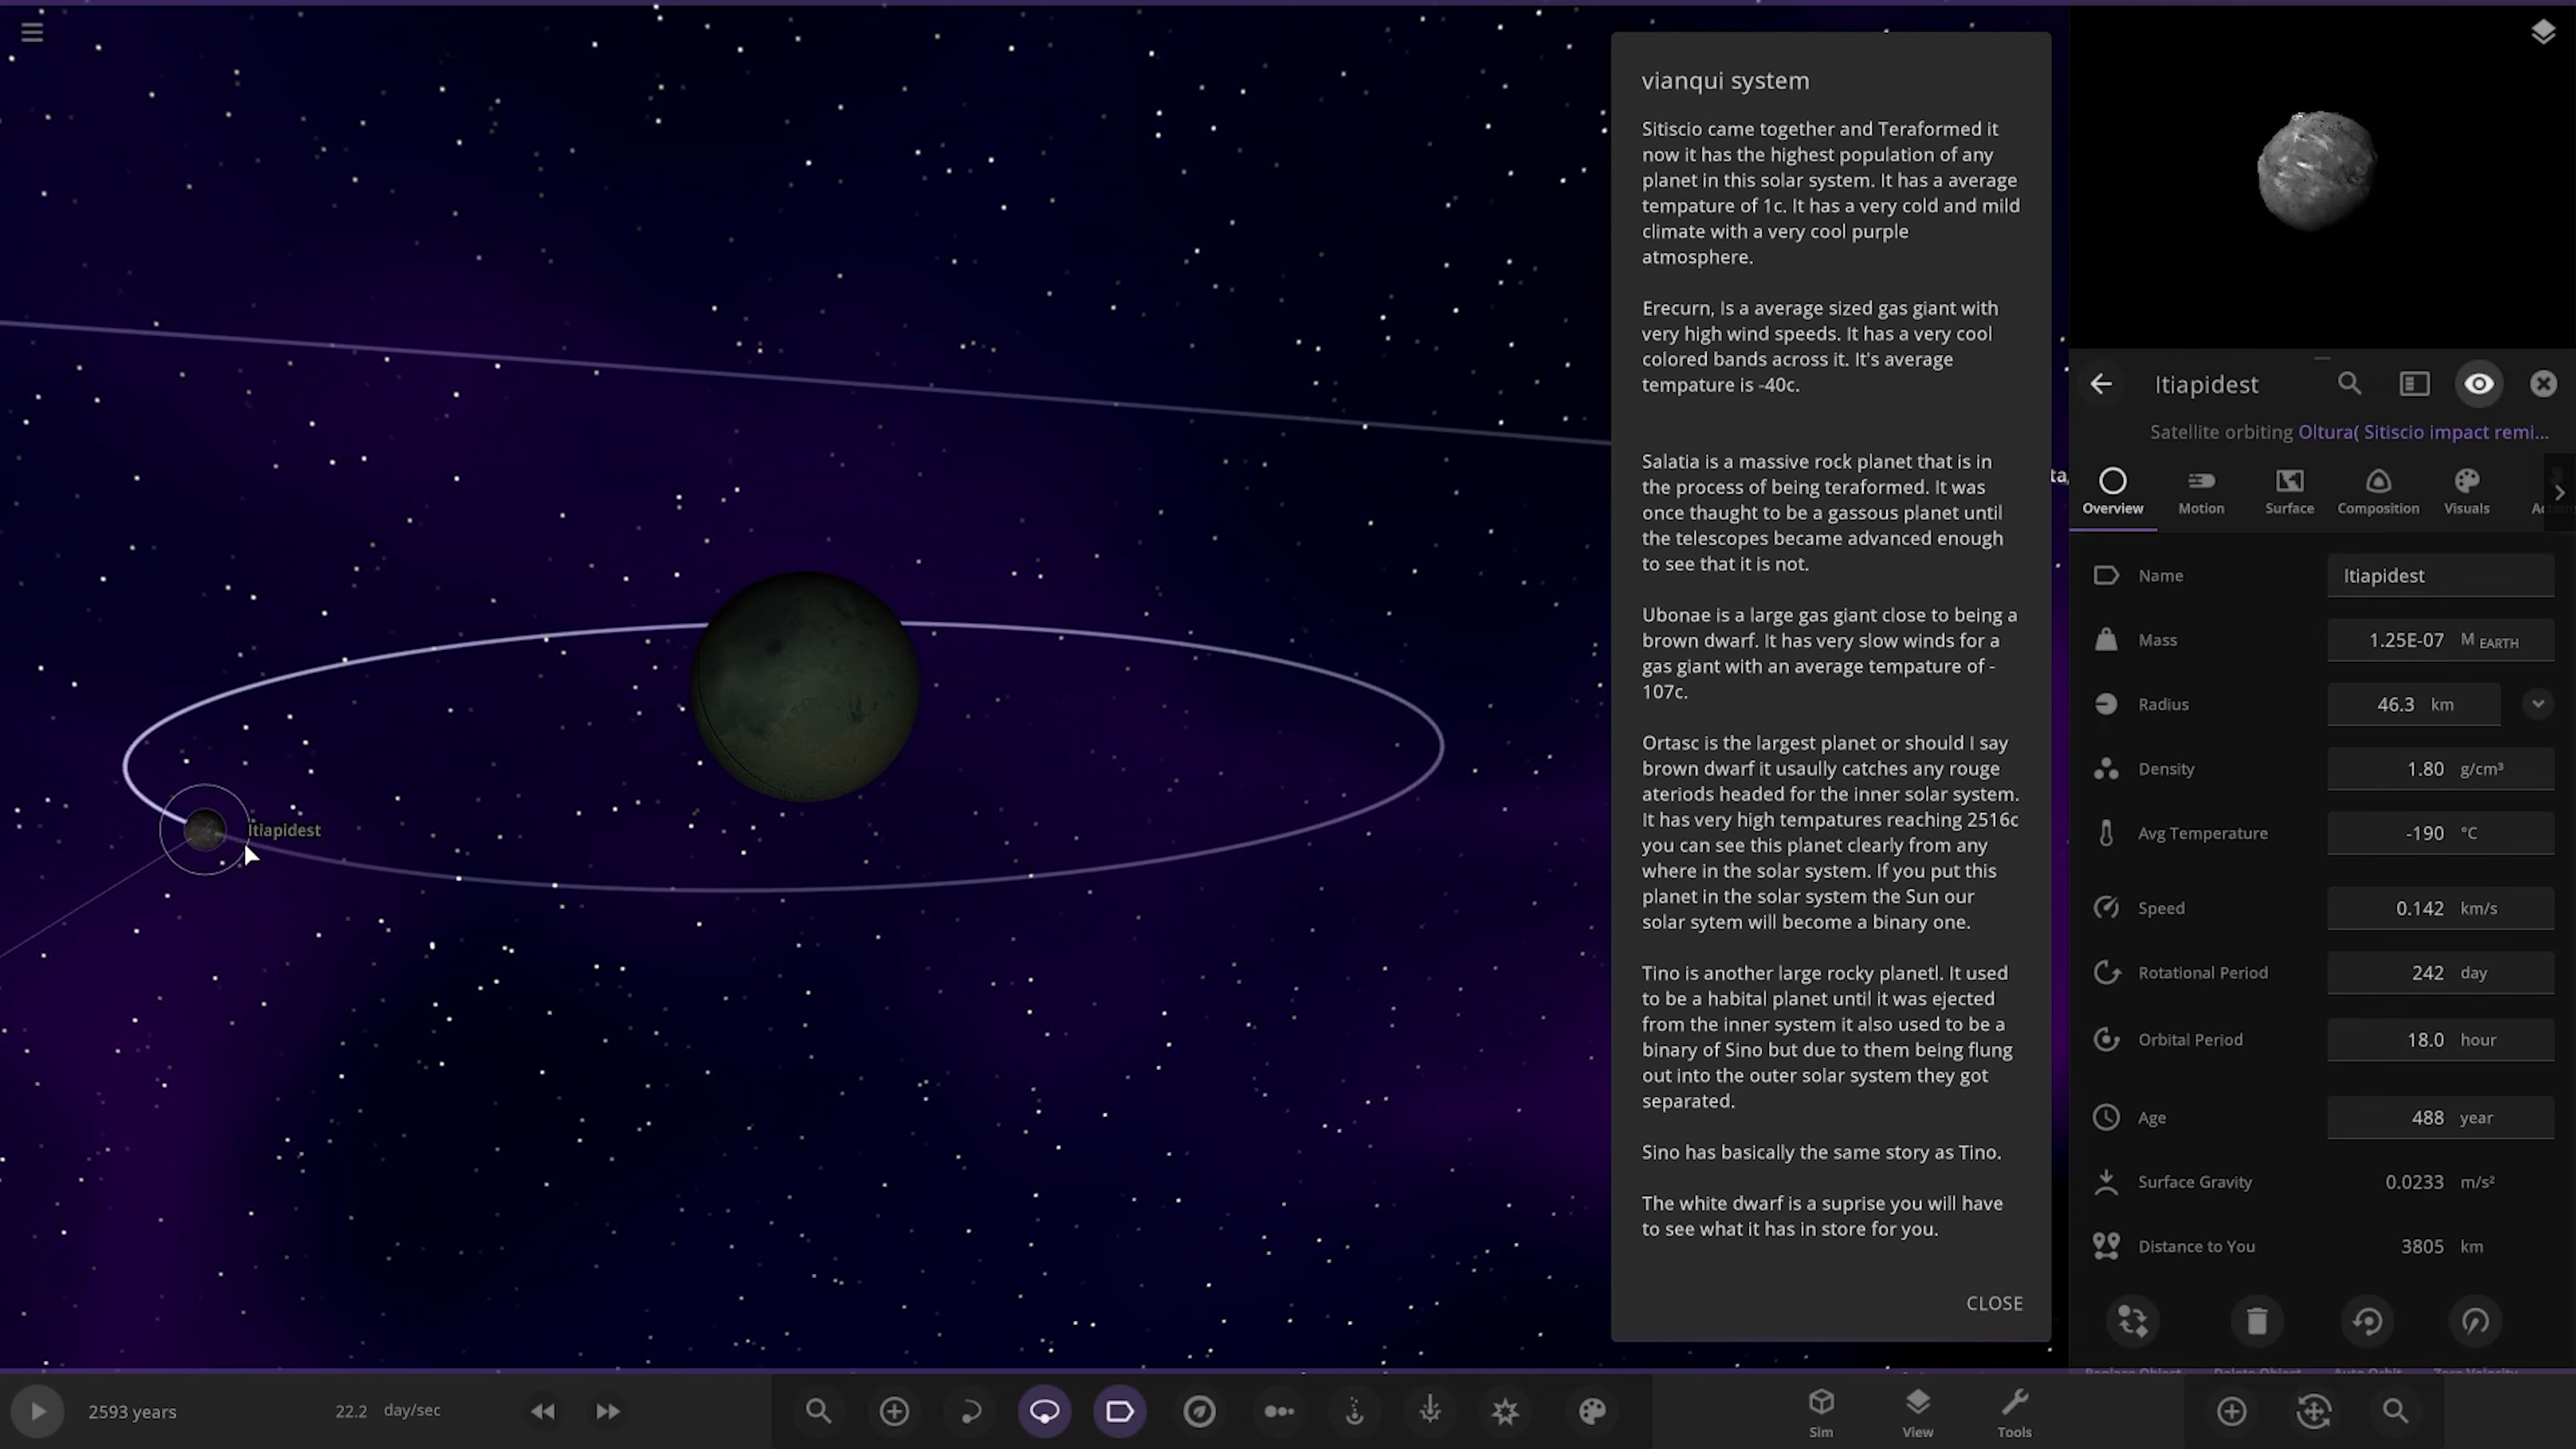 vianqui system
Sitiscio came together and Teraformed it
now it has the highest population of any
planet in this solar system. It has a average
tempature of 1c. It has a very cold and mild
climate with a very cool purple
atmosphere.
Erecurn, Is a average sized gas giant with
very high wind speeds. It has a very cool
colored bands across it. It's average
tempature is -40c.
Salatia is a massive rock planet that is in
the process of being teraformed. It was
once thaught to be a gassous planet until
the telescopes became advanced enough
to see that it is not.
Ubonae is a large gas giant close to being a
brown dwarf. It has very slow winds for a
gas giant with an average tempature of -
107c.
Ortasc is the largest planet or should I say
brown dwarf it usaully catches any rouge
ateriods headed for the inner solar system.
It has very high tempatures reaching 2516c
you can see this planet clearly from any
where in the solar system. If you put this
planet in the solar system the Sun our
solar sytem will become a binary one.
Tino is another large rocky planetl. It used
to be a habital planet until it was ejected
from the inner system it also used to be a
binary of Sino but due to them being flung
out into the outer solar system they got
separated.
Sino has basically the same story as Tino.
The white dwarf is a suprise you will have
to see what it has in store for you.
CLOSE
Itiapidest
Itiapidest
Satellite orbiting Oltura( Sitiscio impact remi...
Overview Motion Surface Composition Visuals
Name Itiapidest
Mass 1.25E-07 M EARTH
Radius 46.3 km
Density 1.80 g/cm³
Avg Temperature -190 °C
Speed 0.142 km/s
Rotational Period 242 day
Orbital Period 18.0 hour
Age 488 year
Surface Gravity 0.0233 m/s²
Distance to You 3805 km
2593 years 22.2 day/sec
Sim View Tools